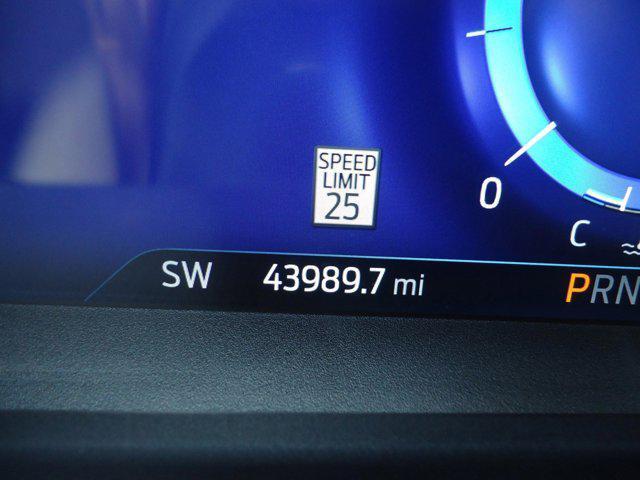 SPEED
LIMIT
25
0
C
SW 43989.7 mi PRN